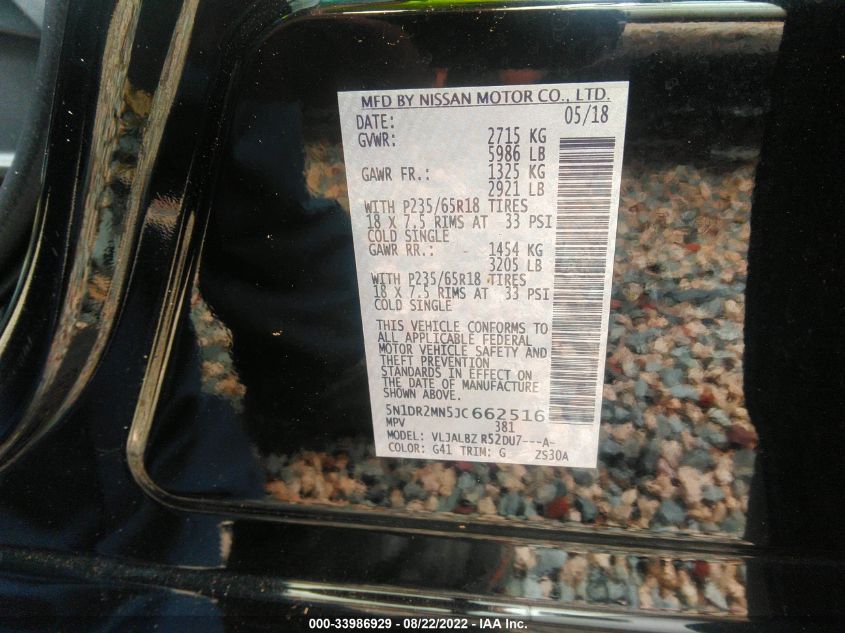 MFD BY NISSAN MOTOR CO., LTD.
DATE: 05/18
GVWR: 2715 KG
5986 LB
GAWR FR.: 1325 KG
2921 LB
WITH P235/65R18 TIRES
18 X 7.5 RIMS AT 33 PSI
COLD SINGLE
GAWR RR.: 1454 KG
3205 LB
WITH P235/65R18 TIRES
18 X 7.5 RIMS AT 33 PSI
COLD SINGLE
THIS VEHICLE CONFORMS TO
ALL APPLICABLE FEDERAL
MOTOR VEHICLE SAFETY AND
THEFT PREVENTION
STANDARDS IN EFFECT ON
THE DATE OF MANUFACTURE
SHOWN ABOVE.
5N1DR2MN5JC662516
MPV 381
MODEL: VLJALBZ R52DU7---A-
COLOR: G41 TRIM: G ZS30A
000-33986929 - 08/22/2022 - IAA Inc.